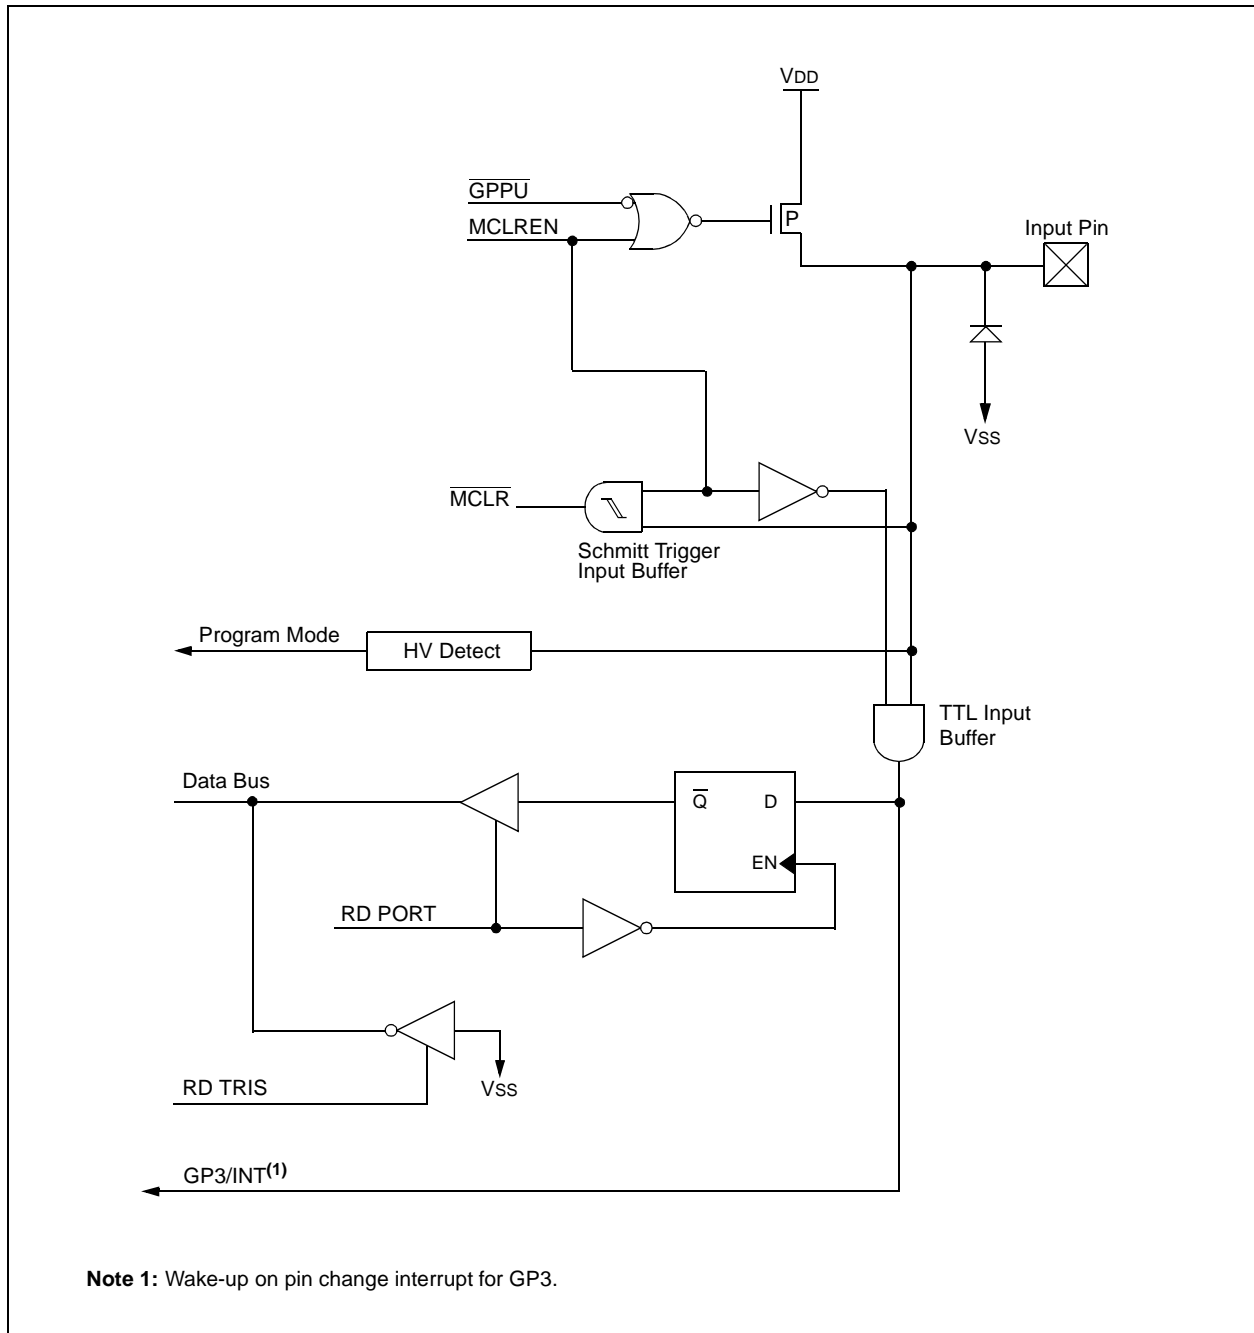 VDD
GPPU
MCLREN
P
Input Pin
VSS
MCLR
Schmitt Trigger
Input Buffer
Program Mode
HV Detect
TTL Input
Buffer
Data Bus
Q
D
EN
RD PORT
VSS
RD TRIS
GP3/INT(1)
Note 1: Wake-up on pin change interrupt for GP3.